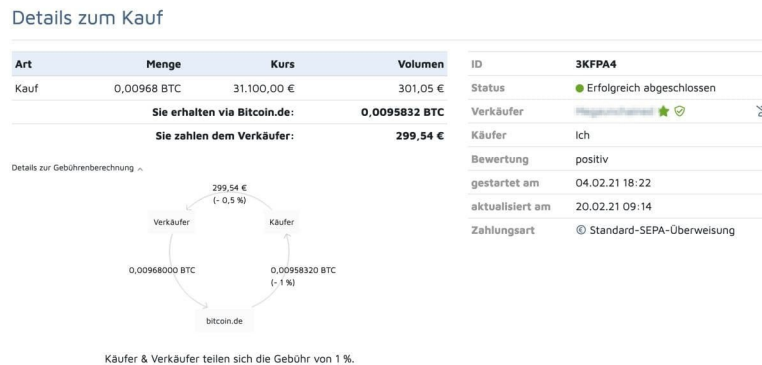 Details zum Kauf
Art Menge Kurs Volumen
Kauf 0,00968 BTC 31.100,00 € 301,05 €
Sie erhalten via Bitcoin.de: 0,0095832 BTC
Sie zahlen dem Verkäufer: 299,54 €
Details zur Gebührenberechnung
299,54 €
(- 0,5 %)
Verkäufer Käufer
0,00968000 BTC 0,00958320 BTC
(- 1 %)
bitcoin.de
Käufer & Verkäufer teilen sich die Gebühr von 1 %.
ID 3KFPA4
Status Erfolgreich abgeschlossen
Verkäufer
Käufer Ich
Bewertung positiv
gestartet am 04.02.21 18:22
aktualisiert am 20.02.21 09:14
Zahlungsart Standard-SEPA-Überweisung